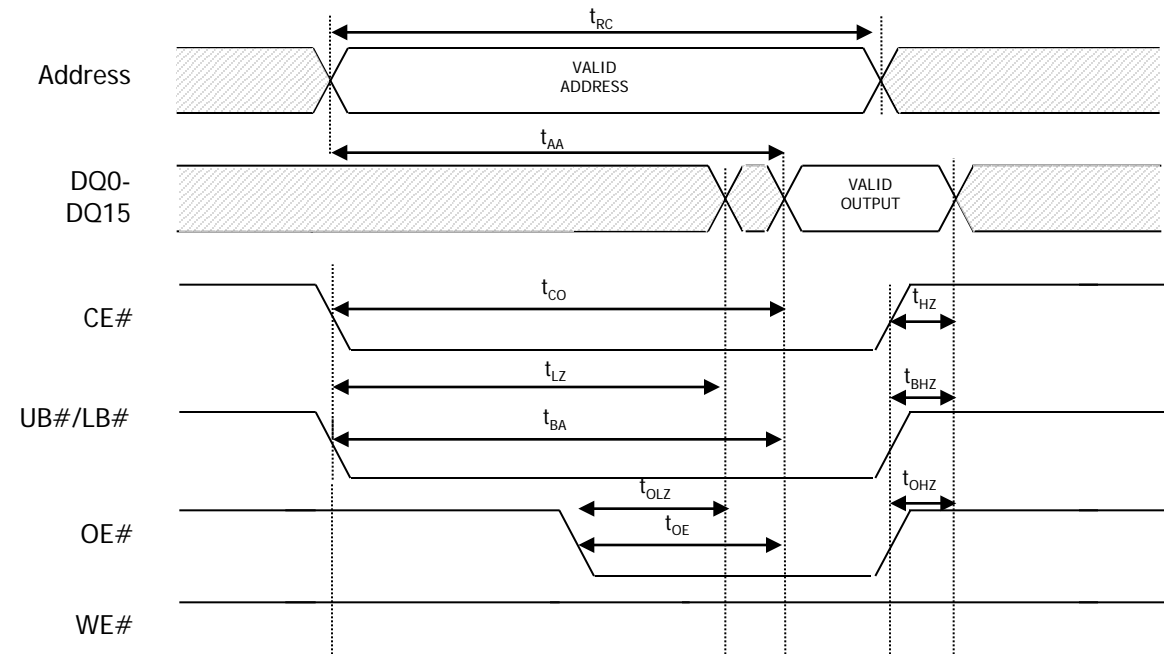 tRC
Address
VALID
ADDRESS
tAA
DQ0-
DQ15
VALID
OUTPUT
CE#
tCO
tHZ
tLZ
tBHZ
UB#/LB#
tBA
tOLZ
tOHZ
OE#
tOE
WE#